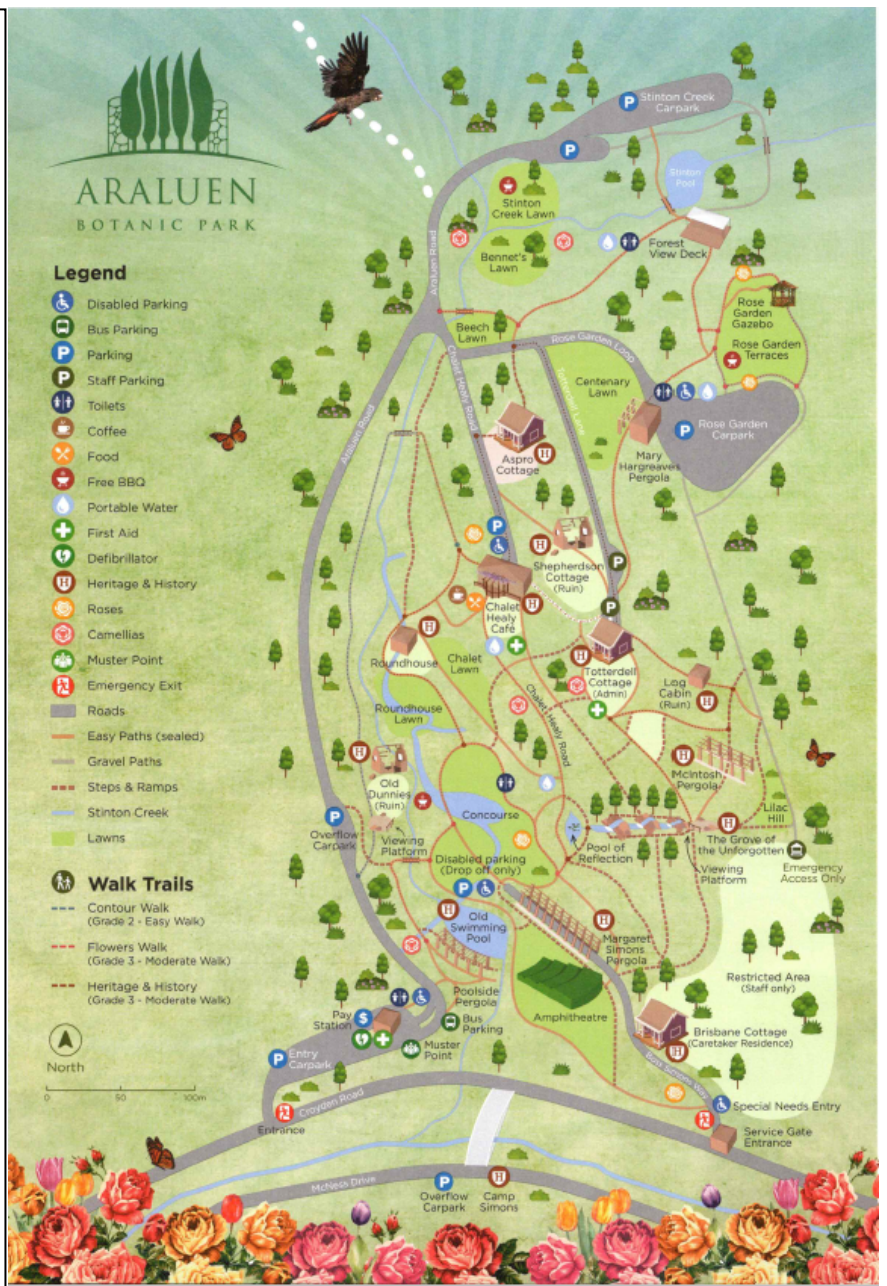 ARALUEN
BOTANIC PARK
Legend
Disabled Parking
Bus Parking
Parking
Staff Parking
Toilets
Coffee
Food
Free BBQ
Portable Water
First Aid
Defibrillator
Heritage & History
Roses
Camellias
Muster Point
Emergency Exit
Roads
Easy Paths (sealed)
Gravel Paths
Steps & Ramps
Stinton Creek
Lawns
Walk Trails
Contour Walk
(Grade 2 - Easy Walk)
Flowers Walk
(Grade 3 - Moderate Walk)
Heritage & History
(Grade 3 - Moderate Walk)
North
0 50 100m
P Stinton Creek
Carpark
P
Stinton
Pool
Stinton
Creek Lawn
Bennet's
Lawn
Forest
View Deck
Araluen Road
Beech
Lawn
Rose Garden Loop
Rose
Garden
Gazebo
Rose Garden
Terraces
Chalet Healy Road
Totterdell Lane
Centenary
Lawn
P Rose Garden
Carpark
Mary
Hargreaves
Pergola
Araluen Road
Aspro
Cottage
H
P
H
Shepherdson
Cottage
(Ruin)
P
P
Chalet
Healy
Café
H
H
Roundhouse
Chalet
Lawn
H
Totterdell
Cottage
(Admin)
Log
Cabin
(Ruin)
H
Roundhouse
Lawn
Chalet Healy Road
H
McIntosh
Pergola
H
Old
Dunnies
(Ruin)
Viewing
Platform
Concourse
Lilac
Hill
P
Overflow
Carpark
Pool of
Reflection
Viewing
Platform
H
The Grove of
the Unforgotten
Emergency
Access Only
Disabled parking
(Drop off only)
P
H
Old
Swimming
Pool
H
Margaret
Simons
Pergola
Restricted Area
(Staff only)
Poolside
Pergola
Amphitheatre
Pay
Station
$
Bus
Parking
Muster
Point
Brisbane Cottage
(Caretaker Residence)
H
P
Entry
Carpark
Boss Simons Way
Special Needs Entry
Service Gate
Entrance
Entrance
Croyden Road
McNess Drive
P
Overflow
Carpark
H
Camp
Simons